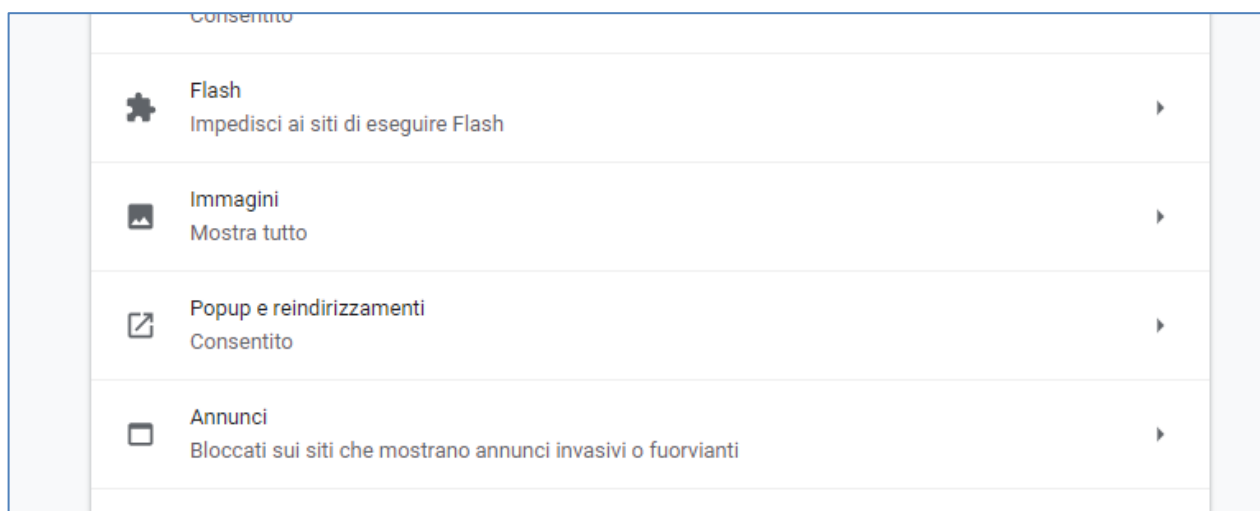 Consentito
Flash
Impedisci ai siti di eseguire Flash
Immagini
Mostra tutto
Popup e reindirizzamenti
Consentito
Annunci
Bloccati sui siti che mostrano annunci invasivi o fuorvianti